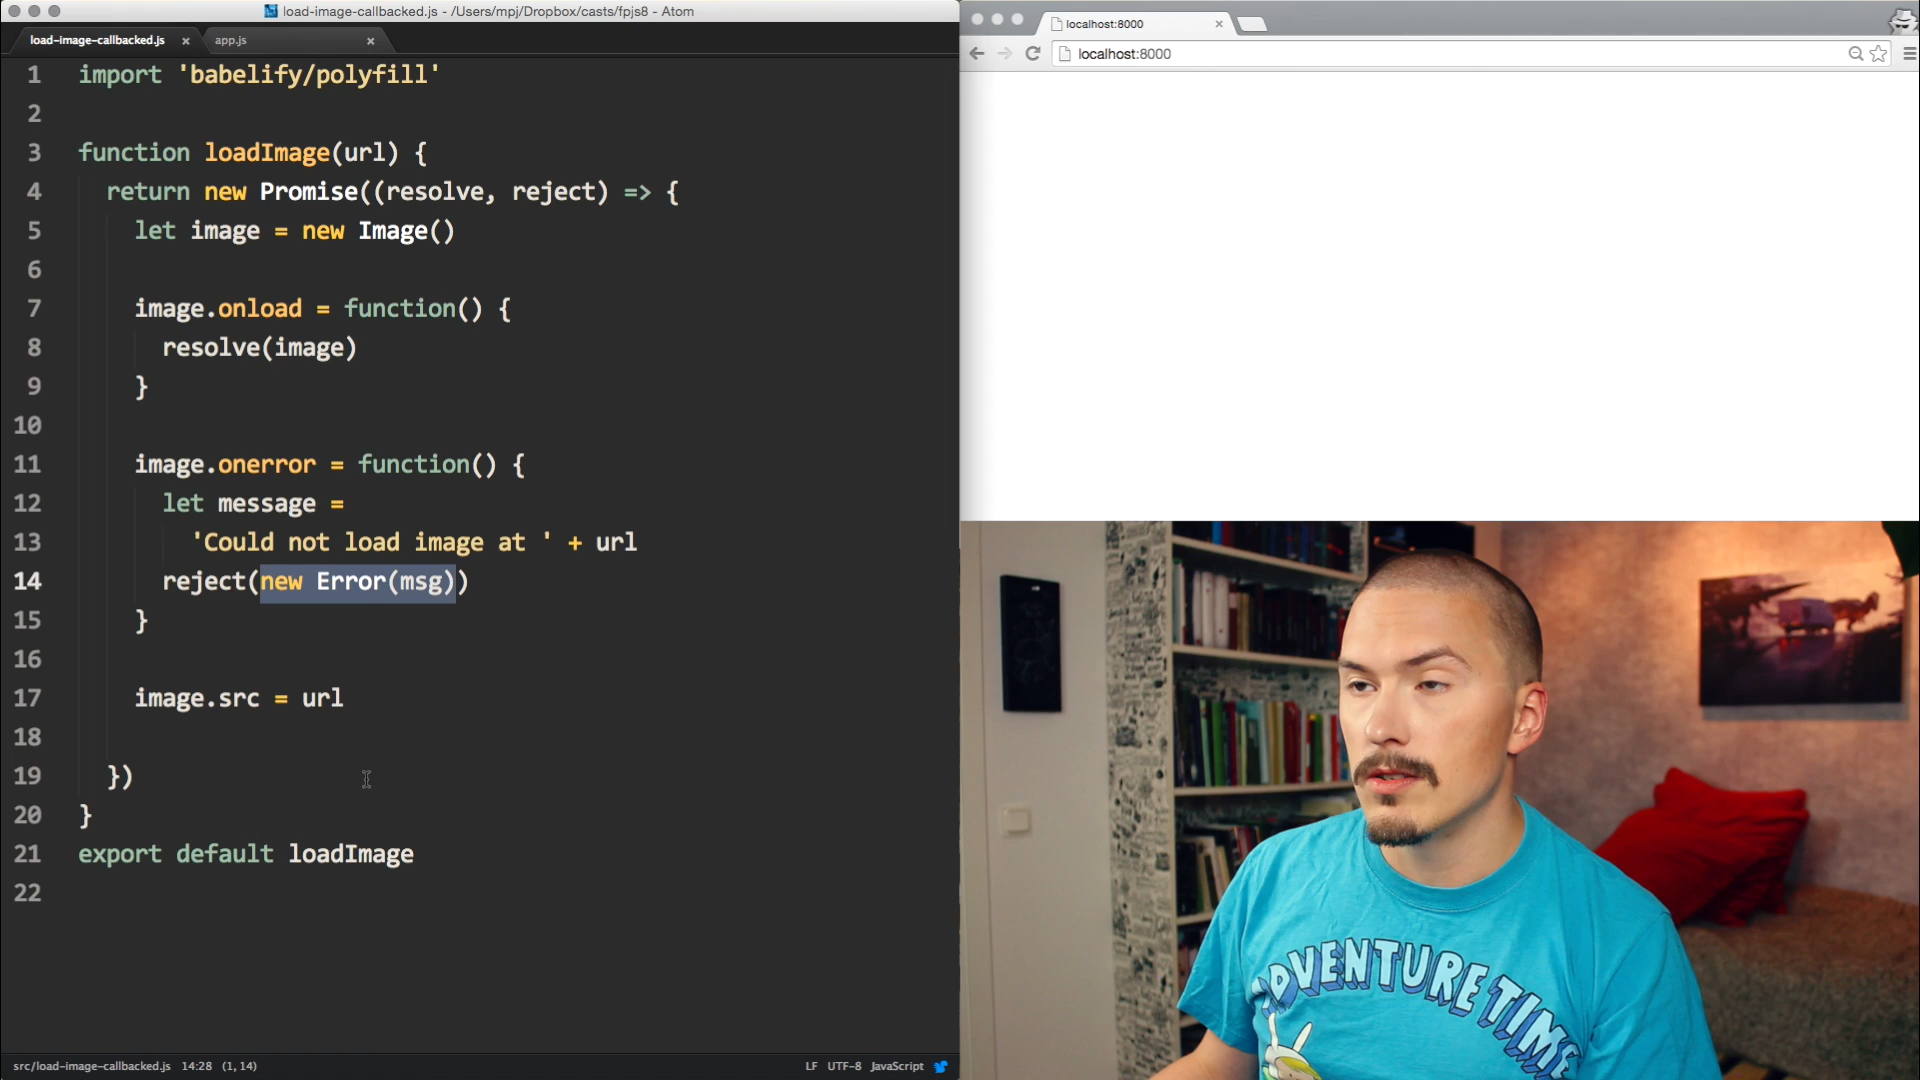 load-image-callbacked.js - /Users/mpj/Dropbox/casts/fpjs8 - Atom
load-image-callbacked.js
app.js
1 import 'babelify/polyfill'
2
3 function loadImage(url) {
4 return new Promise((resolve, reject) => {
5 let image = new Image()
6
7 image.onload = function() {
8 resolve(image)
9 }
10
11 image.onerror = function() {
12 let message =
13 'Could not load image at ' + url
14 reject(new Error(msg))
15 }
16
17 image.src = url
18
19 })
20 }
21 export default loadImage
22
src/load-image-callbacked.js 14:28 (1, 14)
LF UTF-8 JavaScript
localhost:8000
localhost:8000
ADVENTURE TIME